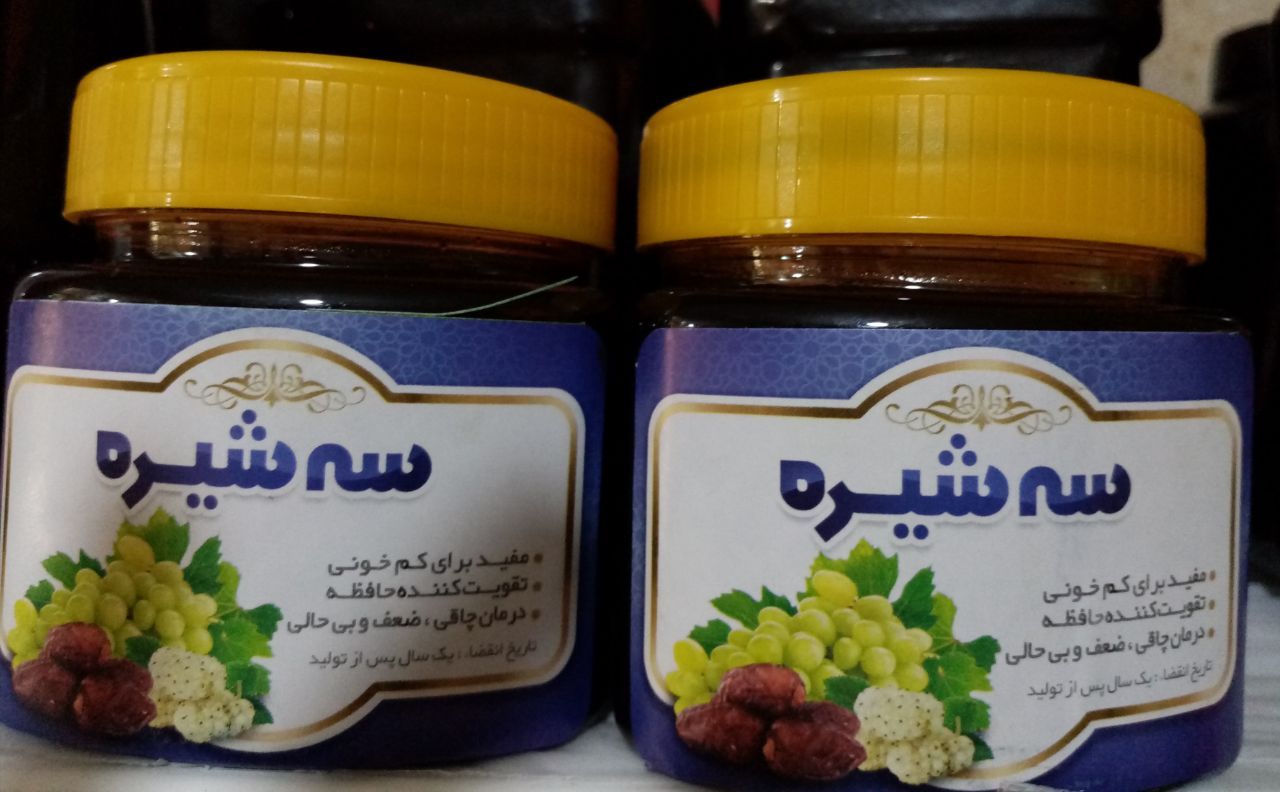 سه شیره
مفید برای کم خونی
تقویت‌کننده حافظه
درمان چاقی، ضعف و بی حالی
تاریخ انقضاء: یک سال پس از تولید
سه شیره
مفید برای کم خونی
تقویت‌کننده حافظه
درمان چاقی، ضعف و بی حالی
تاریخ انقضاء: یک سال پس از تولید